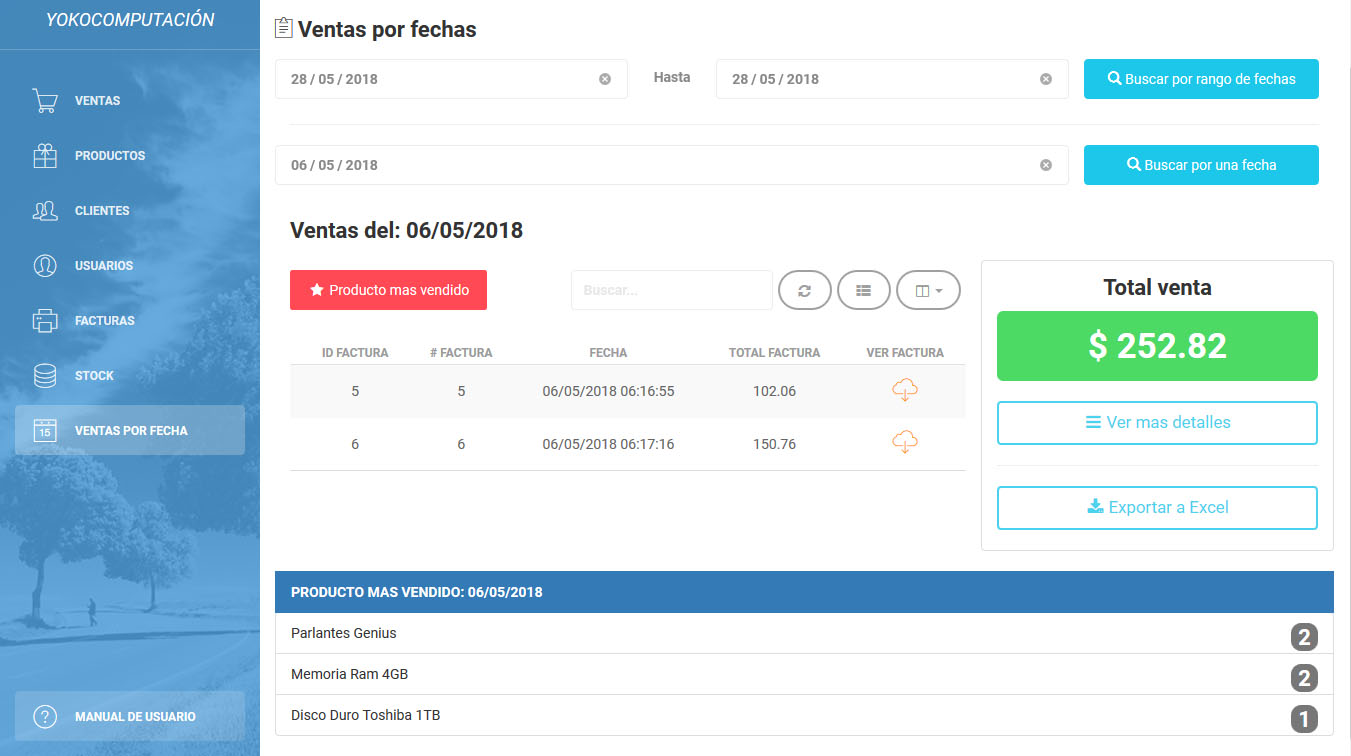 YOKOCOMPUTACIÓN
VENTAS
PRODUCTOS
CLIENTES
USUARIOS
FACTURAS
STOCK
15
VENTAS POR FECHA
? MANUAL DE USUARIO
Ventas por fechas
28 / 05 / 2018 Hasta 28 / 05 / 2018 Buscar por rango de fechas
06 / 05 / 2018 Buscar por una fecha
Ventas del: 06/05/2018
Producto mas vendido Buscar...
ID FACTURA # FACTURA FECHA TOTAL FACTURA VER FACTURA
5 5 06/05/2018 06:16:55 102.06
6 6 06/05/2018 06:17:16 150.76
Total venta
$ 252.82
Ver mas detalles
Exportar a Excel
PRODUCTO MAS VENDIDO: 06/05/2018
Parlantes Genius 2
Memoria Ram 4GB 2
Disco Duro Toshiba 1TB 1